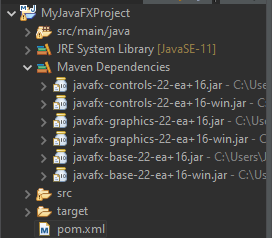 MyJavaFXProject
src/main/java
JRE System Library [JavaSE-11]
Maven Dependencies
javafx-controls-22-ea+16.jar - C:\Use
javafx-controls-22-ea+16-win.jar - C
javafx-graphics-22-ea+16.jar - C:\Us
javafx-graphics-22-ea+16-win.jar - C
javafx-base-22-ea+16.jar - C:\Users\J
javafx-base-22-ea+16-win.jar - C:\Us
src
target
pom.xml